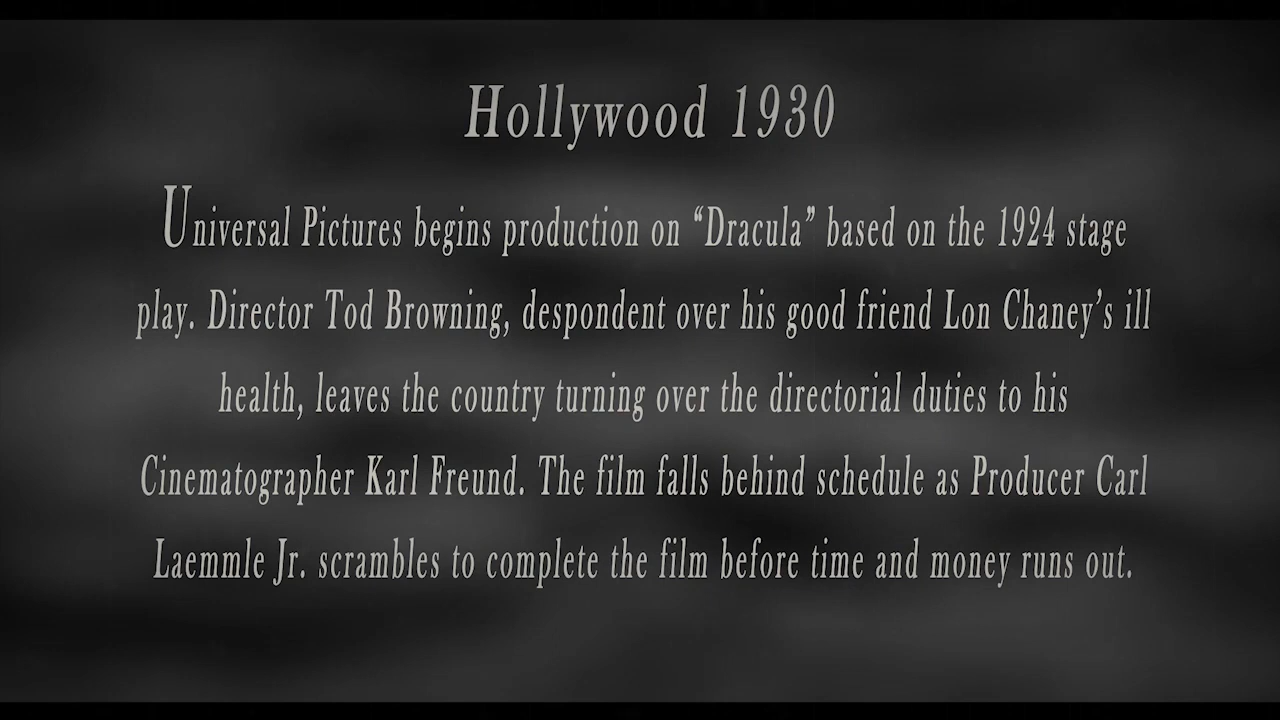 Hollywood 1930
Universal Pictures begins production on “Dracula” based on the 1924 stage
play. Director Tod Browning, despondent over his good friend Lon Chaney’s ill
health, leaves the country turning over the directorial duties to his
Cinematographer Karl Freund. The film falls behind schedule as Producer Carl
Laemmle Jr. scrambles to complete the film before time and money runs out.